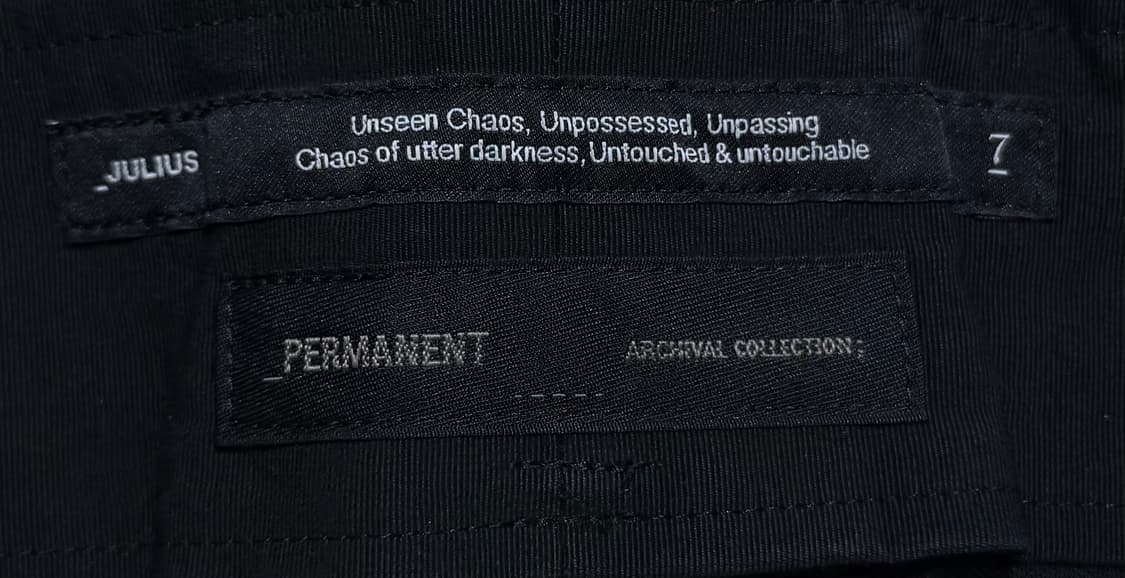 _JULIUS
Unseen Chaos, Unpossessed, Unpassing
Chaos of utter darkness, Untouched & untouchable
7
_PERMANENT
ARCHIVAL COLLECTION;
_ _ _ _ _